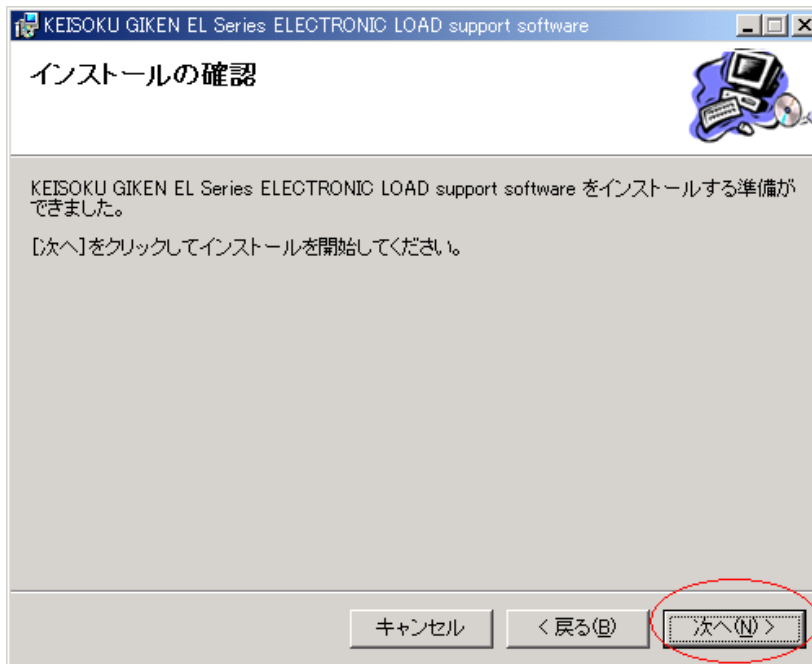 KEISOKU GIKEN EL Series ELECTRONIC LOAD support software
インストールの確認
KEISOKU GIKEN EL Series ELECTRONIC LOAD support software をインストールする準備が
できました。
[次へ]をクリックしてインストールを開始してください。
キャンセル
< 戻る(B)
次へ(N) >